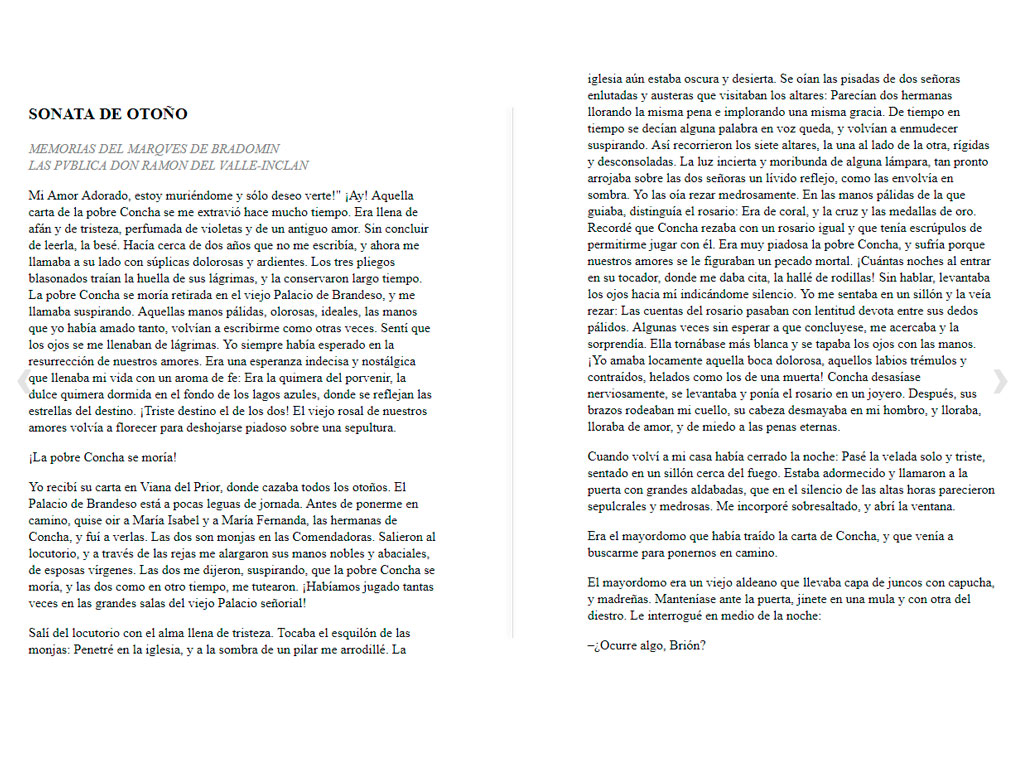 SONATA DE OTOÑO
MEMORIAS DEL MARQVES DE BRADOMIN
LAS PVBLICA DON RAMON DEL VALLE-INCLAN
Mi Amor Adorado, estoy muriéndome y sólo deseo verte!" ¡Ay! Aquella
carta de la pobre Concha se me extravió hace mucho tiempo. Era llena de
afán y de tristeza, perfumada de violetas y de un antiguo amor. Sin concluir
de leerla, la besé. Hacía cerca de dos años que no me escribía, y ahora me
llamaba a su lado con súplicas dolorosas y ardientes. Los tres pliegos
blasonados traían la huella de sus lágrimas, y la conservaron largo tiempo.
La pobre Concha se moría retirada en el viejo Palacio de Brandeso, y me
llamaba suspirando. Aquellas manos pálidas, olorosas, ideales, las manos
que yo había amado tanto, volvían a escribirme como otras veces. Sentí que
los ojos se me llenaban de lágrimas. Yo siempre había esperado en la
resurrección de nuestros amores. Era una esperanza indecisa y nostálgica
que llenaba mi vida con un aroma de fe: Era la quimera del porvenir, la
dulce quimera dormida en el fondo de los lagos azules, donde se reflejan las
estrellas del destino. ¡Triste destino el de los dos! El viejo rosal de nuestros
amores volvía a florecer para deshojarse piadoso sobre una sepultura.
¡La pobre Concha se moría!
Yo recibí su carta en Viana del Prior, donde cazaba todos los otoños. El
Palacio de Brandeso está a pocas leguas de jornada. Antes de ponerme en
camino, quise oir a María Isabel y a María Fernanda, las hermanas de
Concha, y fuí a verlas. Las dos son monjas en las Comendadoras. Salieron al
locutorio, y a través de las rejas me alargaron sus manos nobles y abaciales,
de esposas vírgenes. Las dos me dijeron, suspirando, que la pobre Concha se
moría, y las dos como en otro tiempo, me tutearon. ¡Habíamos jugado tantas
veces en las grandes salas del viejo Palacio señorial!
Salí del locutorio con el alma llena de tristeza. Tocaba el esquilón de las
monjas: Penetré en la iglesia, y a la sombra de un pilar me arrodillé. La
iglesia aún estaba oscura y desierta. Se oían las pisadas de dos señoras
enlutadas y austeras que visitaban los altares: Parecían dos hermanas
llorando la misma pena e implorando una misma gracia. De tiempo en
tiempo se decían alguna palabra en voz queda, y volvían a enmudecer
suspirando. Así recorrieron los siete altares, la una al lado de la otra, rígidas
y desconsoladas. La luz incierta y moribunda de alguna lámpara, tan pronto
arrojaba sobre las dos señoras un lívido reflejo, como las envolvía en
sombra. Yo las oía rezar medrosamente. En las manos pálidas de la que
guiaba, distinguía el rosario: Era de coral, y la cruz y las medallas de oro.
Recordé que Concha rezaba con un rosario igual y que tenía escrúpulos de
permitirme jugar con él. Era muy piadosa la pobre Concha, y sufría porque
nuestros amores se le figuraban un pecado mortal. ¡Cuántas noches al entrar
en su tocador, donde me daba cita, la hallé de rodillas! Sin hablar, levantaba
los ojos hacia mí indicándome silencio. Yo me sentaba en un sillón y la veía
rezar: Las cuentas del rosario pasaban con lentitud devota entre sus dedos
pálidos. Algunas veces sin esperar a que concluyese, me acercaba y la
sorprendía. Ella tornábase más blanca y se tapaba los ojos con las manos.
¡Yo amaba locamente aquella boca dolorosa, aquellos labios trémulos y
contraídos, helados como los de una muerta! Concha desasíase
nerviosamente, se levantaba y ponía el rosario en un joyero. Después, sus
brazos rodeaban mi cuello, su cabeza desmayaba en mi hombro, y lloraba,
lloraba de amor, y de miedo a las penas eternas.
Cuando volví a mi casa había cerrado la noche: Pasé la velada solo y triste,
sentado en un sillón cerca del fuego. Estaba adormecido y llamaron a la
puerta con grandes aldabadas, que en el silencio de las altas horas parecieron
sepulcrales y medrosas. Me incorporé sobresaltado, y abrí la ventana.
Era el mayordomo que había traído la carta de Concha, y que venía a
buscarme para ponernos en camino.
El mayordomo era un viejo aldeano que llevaba capa de juncos con capucha,
y madreñas. Manteníase ante la puerta, jinete en una mula y con otra del
diestro. Le interrogué en medio de la noche:
–¿Ocurre algo, Brión?